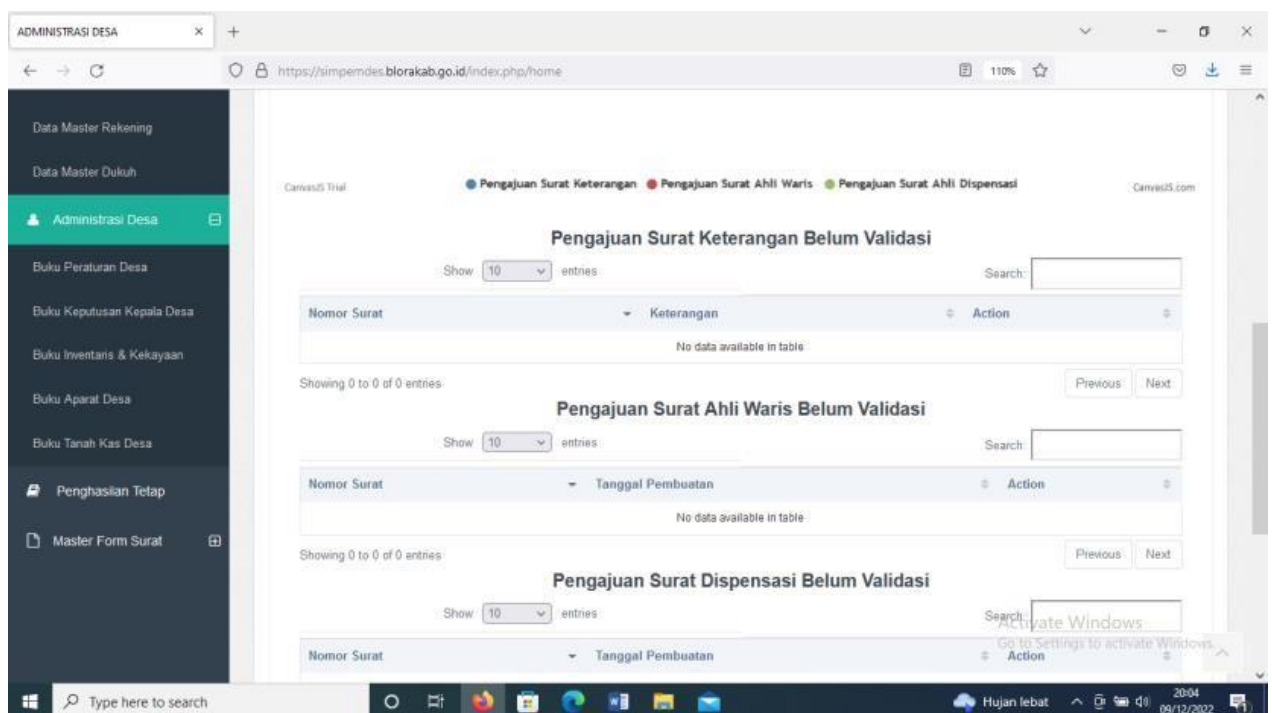 ADMINISTRASI DESA
https://simpemdes.blorakab.go.id/index.php/home
110%
Data Master Rekening
Data Master Dukuh
Administrasi Desa
Buku Peraturan Desa
Buku Keputusan Kepala Desa
Buku Inventaris & Kekayaan
Buku Aparat Desa
Buku Tanah Kas Desa
Penghasilan Tetap
Master Form Surat
CanvasJS Trial
Pengajuan Surat Keterangan Pengajuan Surat Ahli Waris Pengajuan Surat Ahli Dispensasi
CanvasJS.com
Pengajuan Surat Keterangan Belum Validasi
Show 10 entries Search:
Nomor Surat Keterangan Action
No data available in table
Showing 0 to 0 of 0 entries Previous Next
Pengajuan Surat Ahli Waris Belum Validasi
Show 10 entries Search:
Nomor Surat Tanggal Pembuatan Action
No data available in table
Showing 0 to 0 of 0 entries Previous Next
Pengajuan Surat Dispensasi Belum Validasi
Show 10 entries Search:
Nomor Surat Tanggal Pembuatan Action
Activate Windows
Go to Settings to activate Windows.
Type here to search
Hujan lebat
20:04
09/12/2022